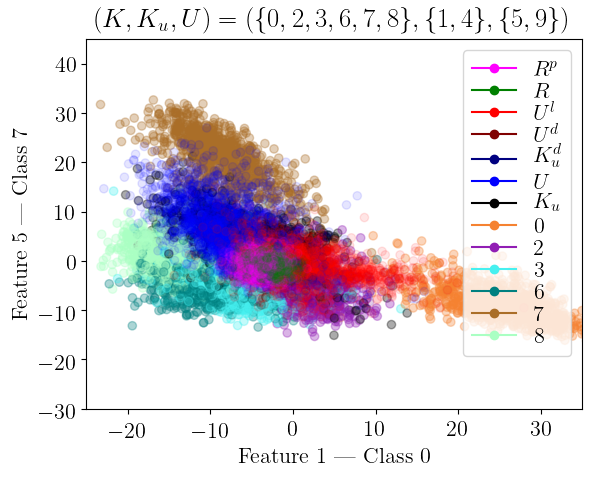 (K, K_u, U) = ({0, 2, 3, 6, 7, 8}, {1, 4}, {5, 9})
R^p
R
U^l
U^d
K_u^d
U
K_u
0
2
3
6
7
8
40
30
20
10
0
−10
−20
−30
Feature 5 — Class 7
−20 −10 0 10 20 30
Feature 1 — Class 0